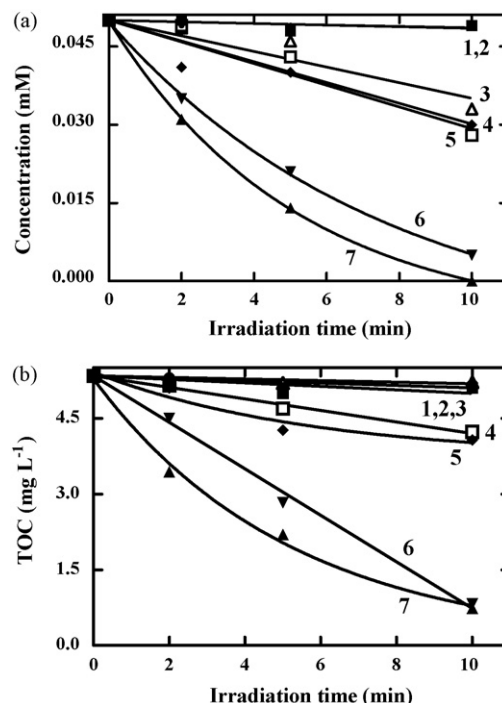 (a)
0.045
0.030
0.015
0.000
Concentration (mM)
1,2
3
4
5
6
7
0 2 4 6 8 10
Irradiation time (min)
(b)
4.5
3.0
1.5
0.0
TOC (mg L-1)
1,2,3
4
5
6
7
0 2 4 6 8 10
Irradiation time (min)